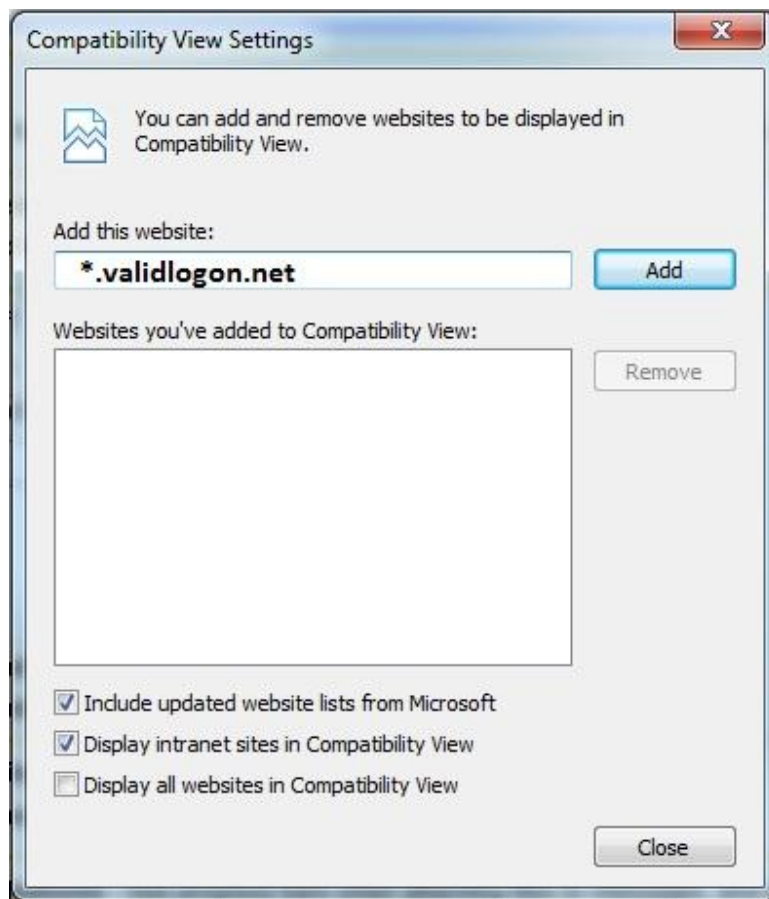 Compatibility View Settings
You can add and remove websites to be displayed in
Compatibility View.
Add this website:
*.validlogon.net
Add
Websites you've added to Compatibility View:
Remove
Include updated website lists from Microsoft
Display intranet sites in Compatibility View
Display all websites in Compatibility View
Close